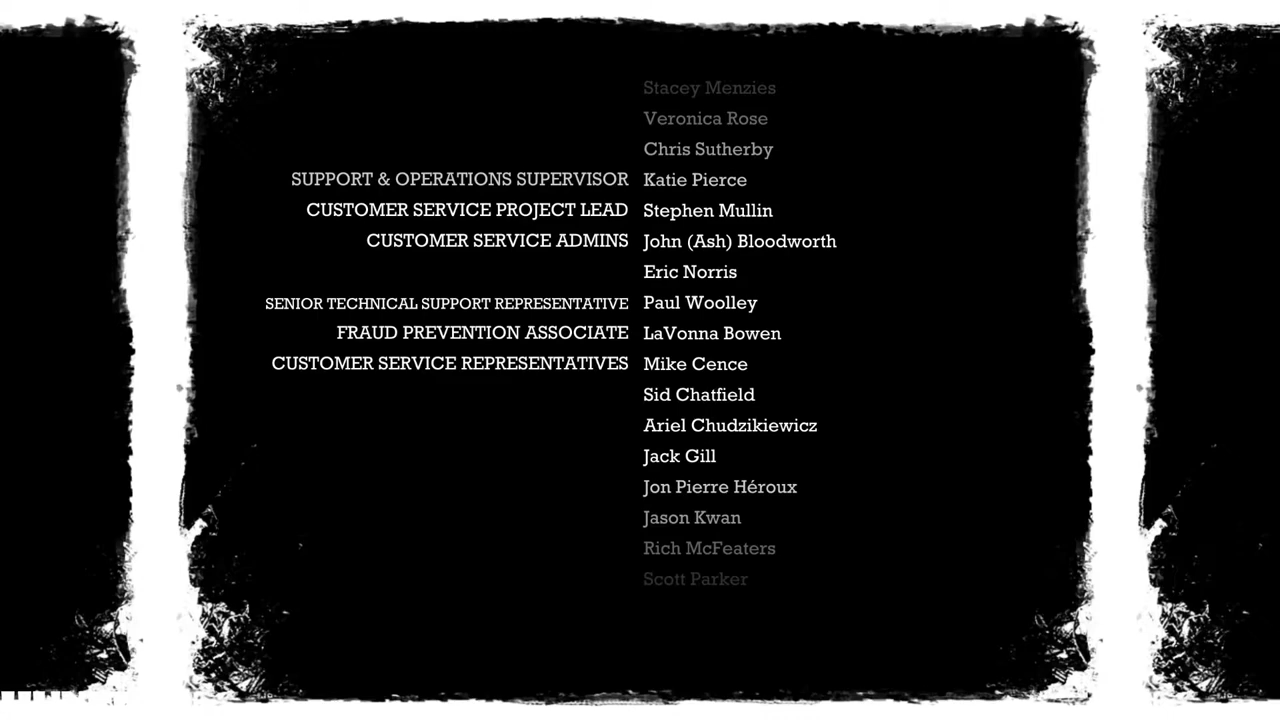 Stacey Menzies
Veronica Rose
Chris Sutherby
SUPPORT & OPERATIONS SUPERVISOR Katie Pierce
CUSTOMER SERVICE PROJECT LEAD Stephen Mullin
CUSTOMER SERVICE ADMINS John (Ash) Bloodworth
Eric Norris
SENIOR TECHNICAL SUPPORT REPRESENTATIVE Paul Woolley
FRAUD PREVENTION ASSOCIATE LaVonna Bowen
CUSTOMER SERVICE REPRESENTATIVES Mike Cence
Sid Chatfield
Ariel Chudzikiewicz
Jack Gill
Jon Pierre Héroux
Jason Kwan
Rich McFeaters
Scott Parker